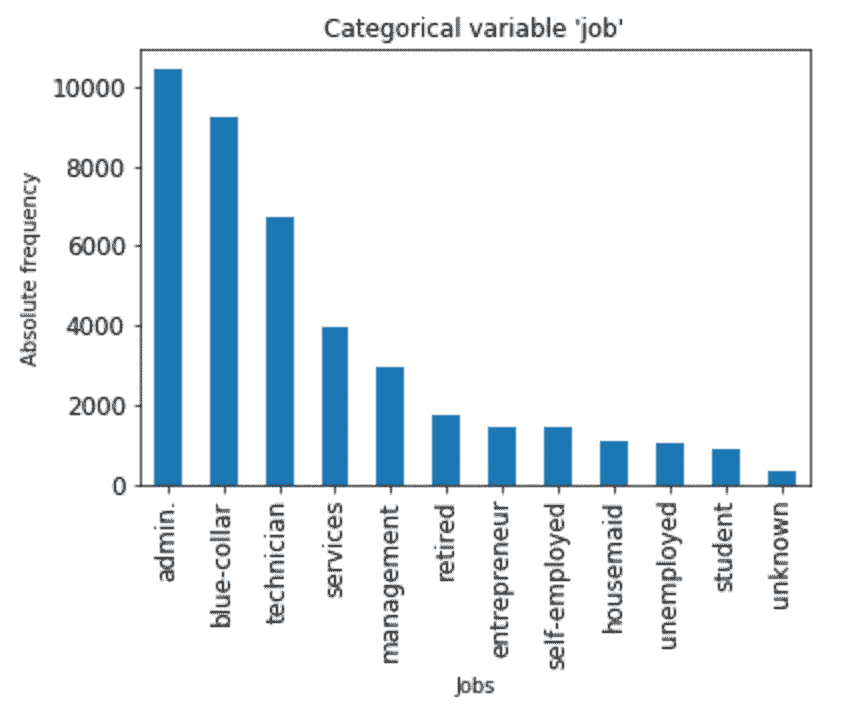 Categorical variable 'job'
Absolute frequency
10000
8000
6000
4000
2000
0
admin.
blue-collar
technician
services
management
retired
entrepreneur
self-employed
housemaid
unemployed
student
unknown
Jobs